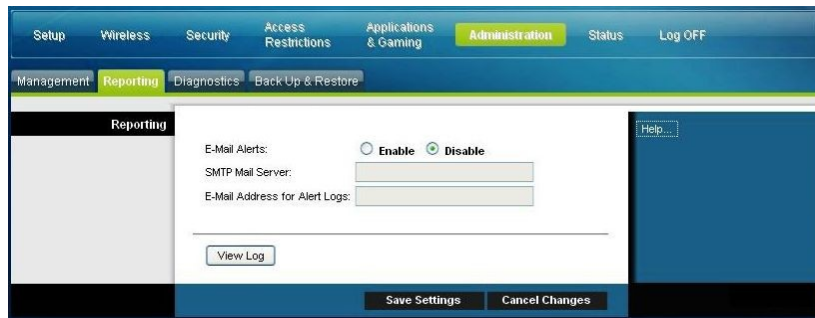 Setup Wireless Security Access Restrictions Applications & Gaming Administration Status Log OFF
Management Reporting Diagnostics Back Up & Restore
Reporting
Help...
E-Mail Alerts: Enable Disable
SMTP Mail Server:
E-Mail Address for Alert Logs:
View Log
Save Settings Cancel Changes